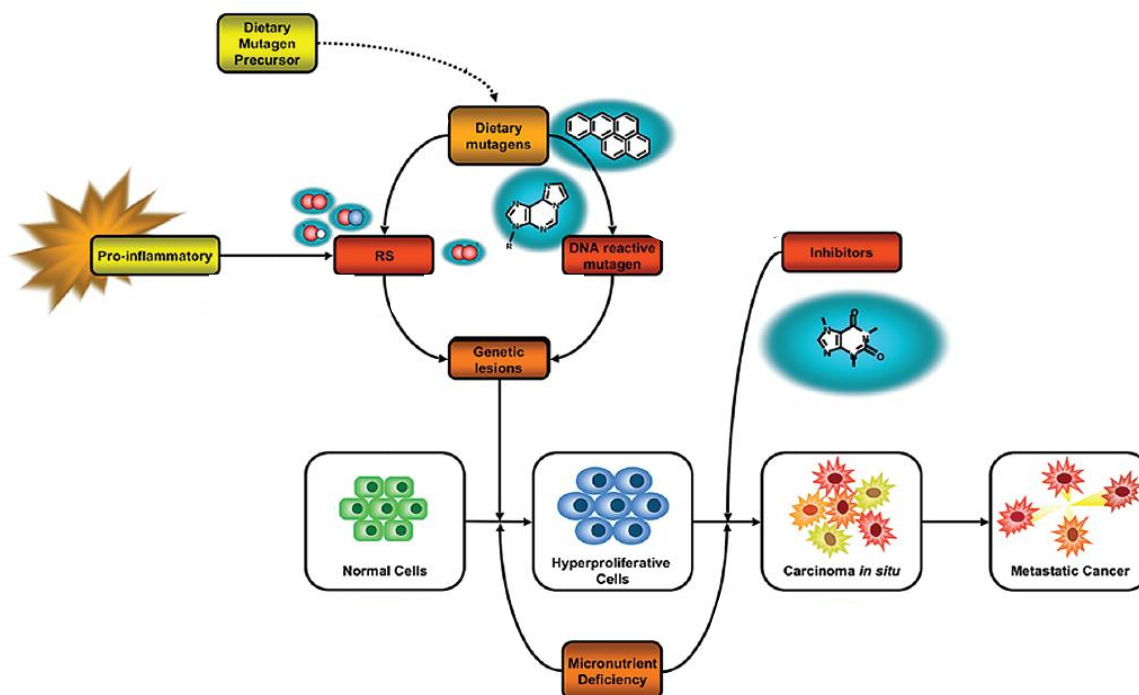 Dietary
Mutagen
Precursor
Dietary
mutagens
N
N
N
N
N
R
Pro-inflammatory
RS
DNA reactive
mutagen
Inhibitors
O
N
N
N
N
O
Genetic
lesions
Normal Cells
Hyperproliferative
Cells
Carcinoma in situ
Metastatic Cancer
Micronutrient
Deficiency